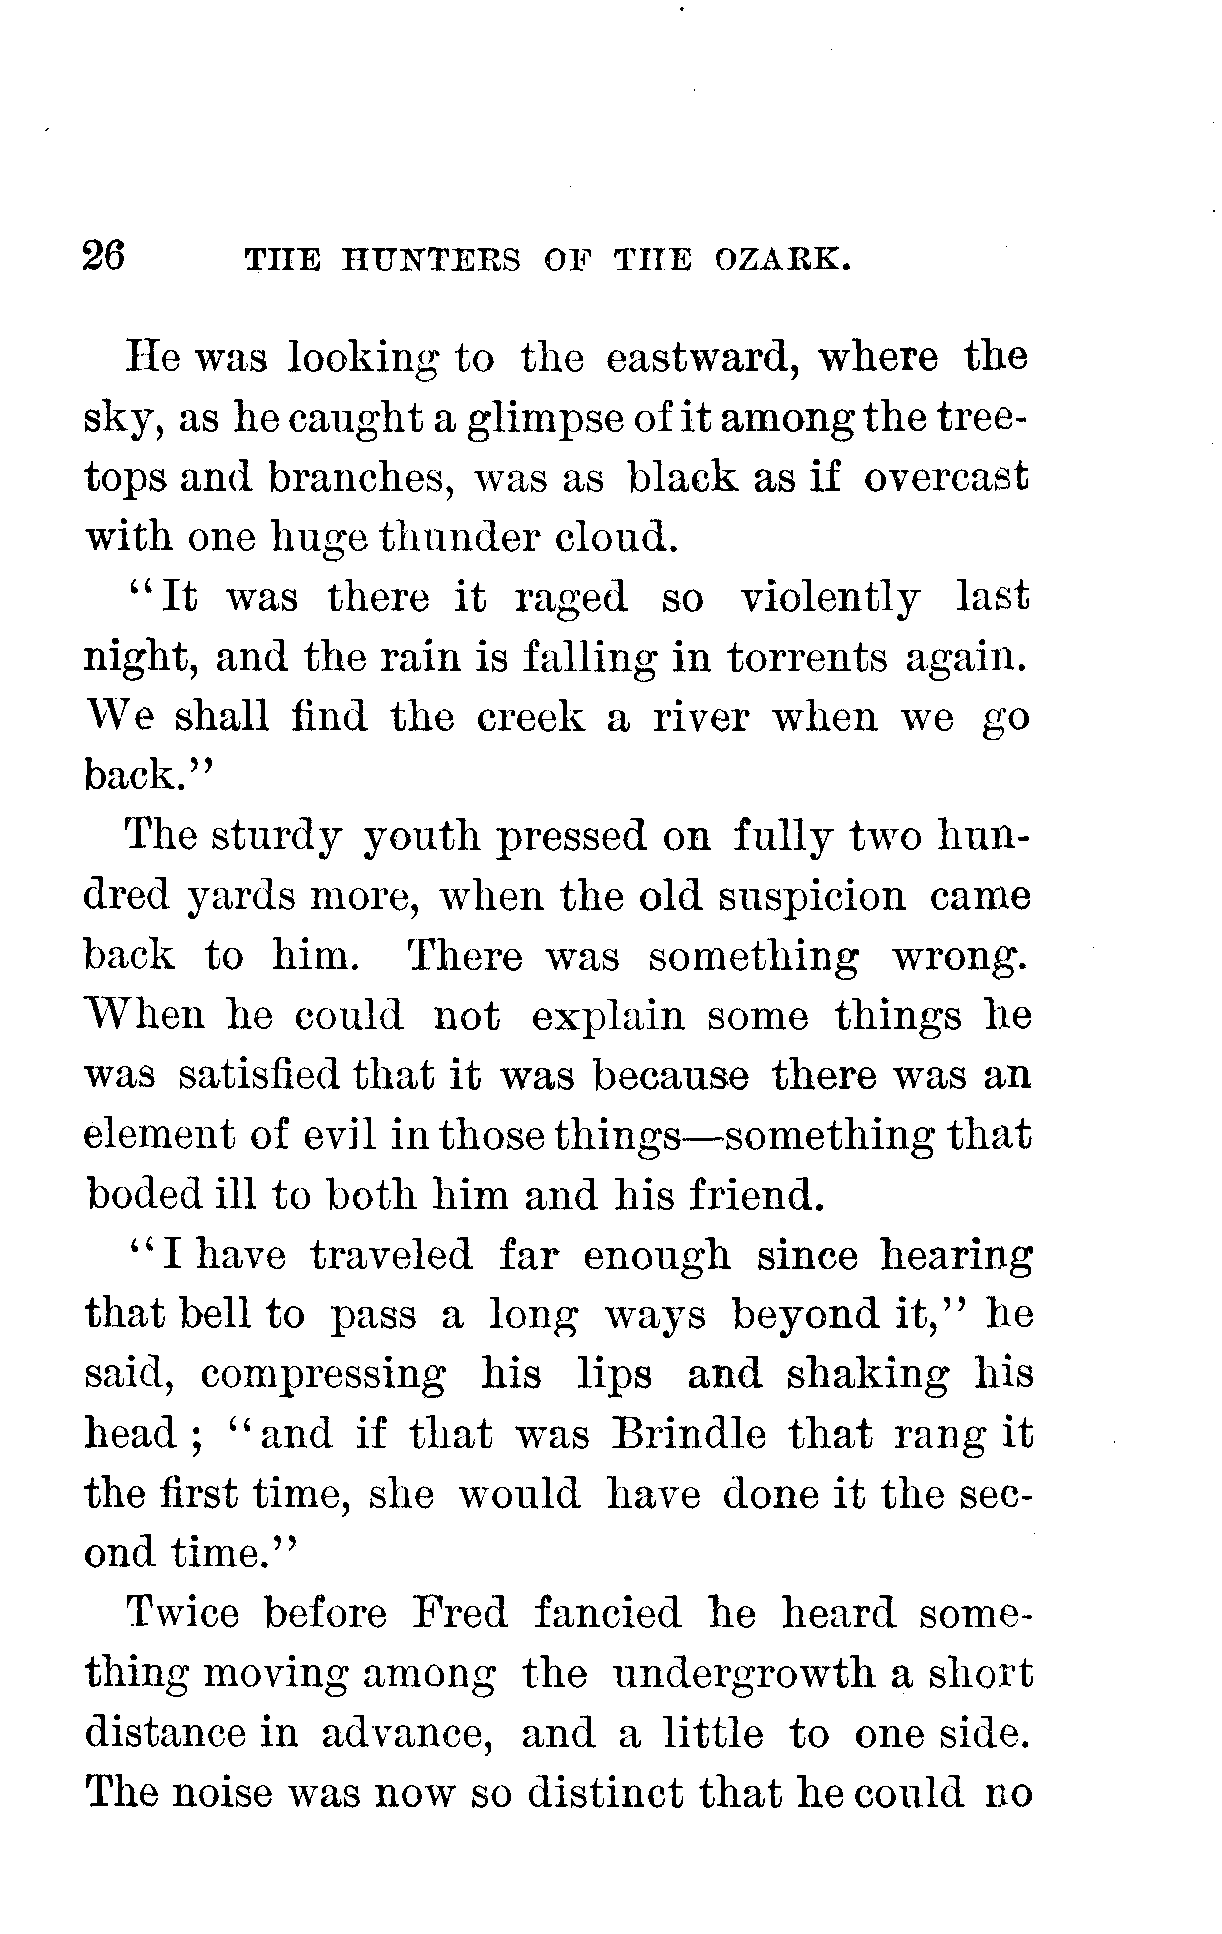 26 THE HUNTERS OF THE OZARK.
He was looking to the eastward, where the
sky, as he caught a glimpse of it among the tree-
tops and branches, was as black as if overcast
with one huge thunder cloud.
"It was there it raged so violently last
night, and the rain is falling in torrents again.
We shall find the creek a river when we go
back."
The sturdy youth pressed on fully two hun-
dred yards more, when the old suspicion came
back to him. There was something wrong.
When he could not explain some things he
was satisfied that it was because there was an
element of evil in those things—something that
boded ill to both him and his friend.
"I have traveled far enough since hearing
that bell to pass a long ways beyond it," he
said, compressing his lips and shaking his
head; "and if that was Brindle that rang it
the first time, she would have done it the sec-
ond time."
Twice before Fred fancied he heard some-
thing moving among the undergrowth a short
distance in advance, and a little to one side.
The noise was now so distinct that he could no